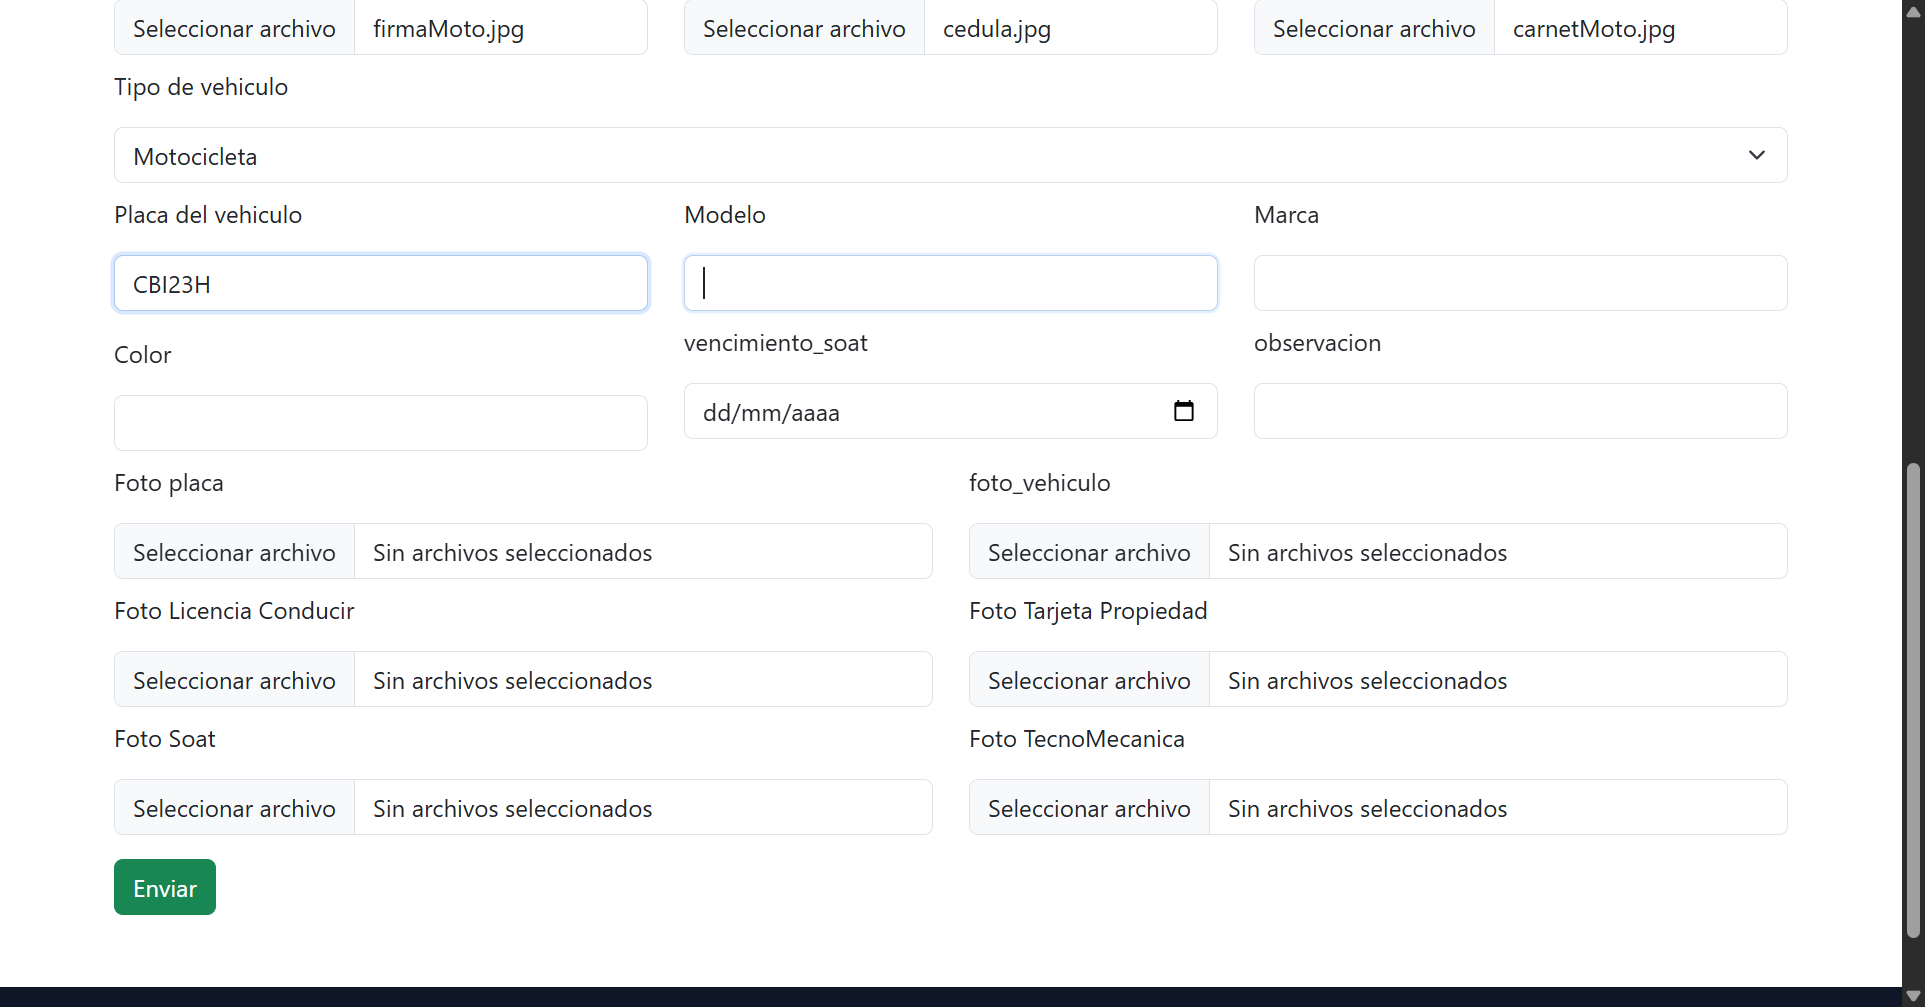 Seleccionar archivo firmaMoto.jpg Seleccionar archivo cedula.jpg Seleccionar archivo carnetMoto.jpg
Tipo de vehiculo
Motocicleta
Placa del vehiculo Modelo Marca
CBI23H
Color vencimiento_soat observacion
dd/mm/aaaa
Foto placa foto_vehiculo
Seleccionar archivo Sin archivos seleccionados Seleccionar archivo Sin archivos seleccionados
Foto Licencia Conducir Foto Tarjeta Propiedad
Seleccionar archivo Sin archivos seleccionados Seleccionar archivo Sin archivos seleccionados
Foto Soat Foto TecnoMecanica
Seleccionar archivo Sin archivos seleccionados Seleccionar archivo Sin archivos seleccionados
Enviar